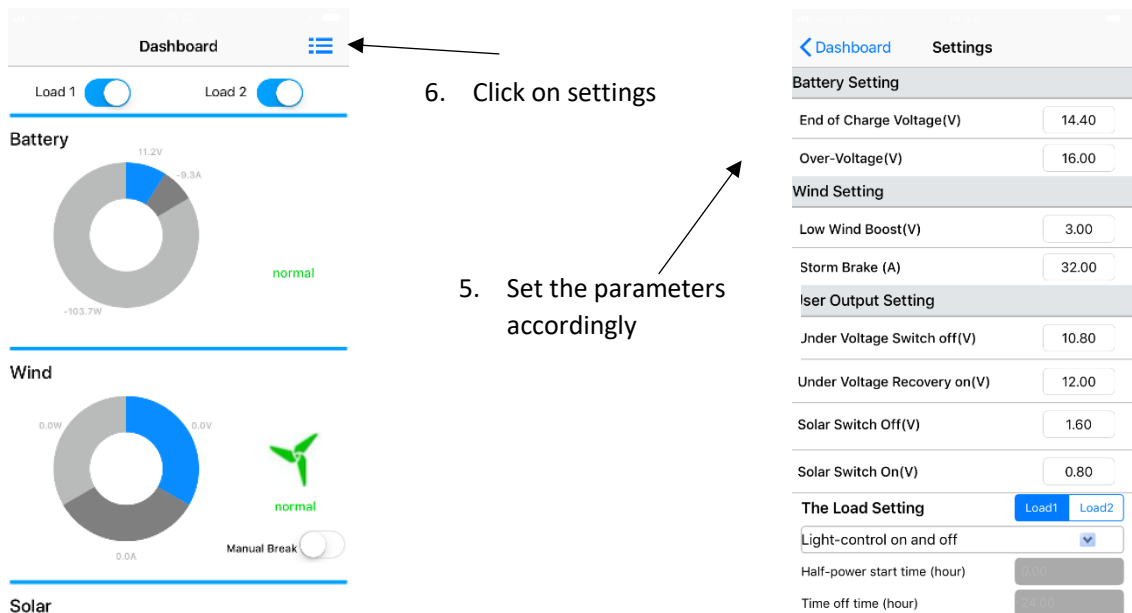 Dashboard
Load 1
Load 2
Battery
11.2V
-9.3A
normal
-103.7W
Wind
0.0W
0.0V
normal
0.0A
Manual Break
Solar
6. Click on settings
5. Set the parameters
accordingly
Dashboard Settings
Battery Setting
End of Charge Voltage(V) 14.40
Over-Voltage(V) 16.00
Wind Setting
Low Wind Boost(V) 3.00
Storm Brake (A) 32.00
User Output Setting
Under Voltage Switch off(V) 10.80
Under Voltage Recovery on(V) 12.00
Solar Switch Off(V) 1.60
Solar Switch On(V) 0.80
The Load Setting Load1 Load2
Light-control on and off
Half-power start time (hour)
Time off time (hour) 24.00